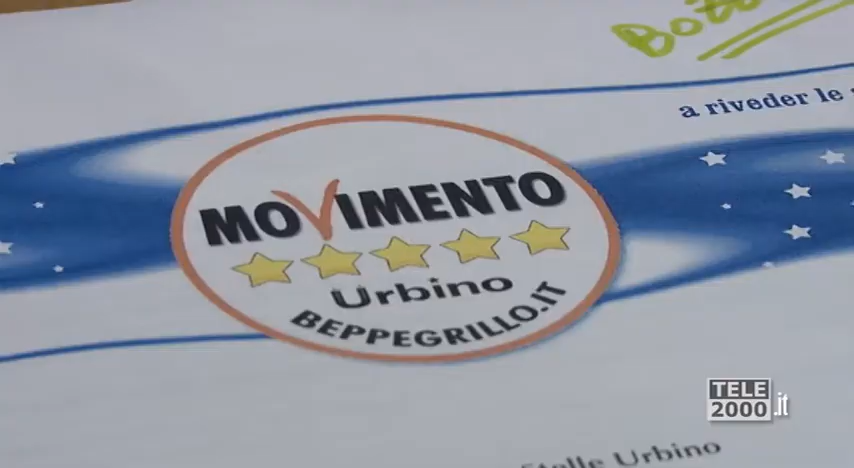 a riveder le
MOVIMENTO
Urbino
BEPPEGRILLO.IT
TELE
2000.it
Stelle Urbino